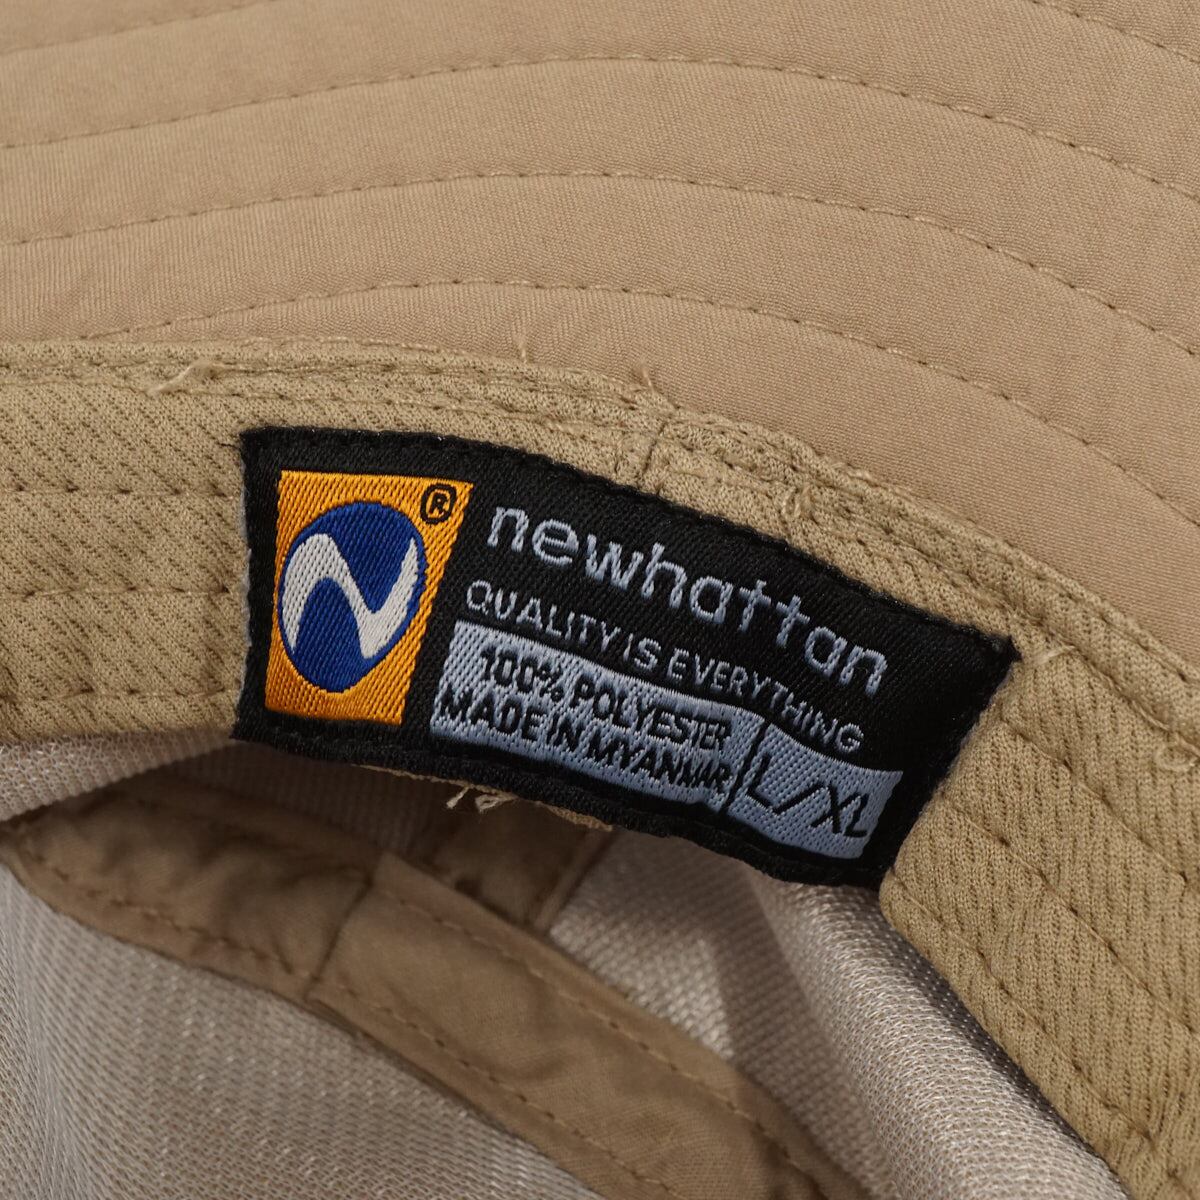 ®
newhattan
QUALITY IS EVERYTHING
100% POLYESTER
MADE IN MYANMAR
L/XL